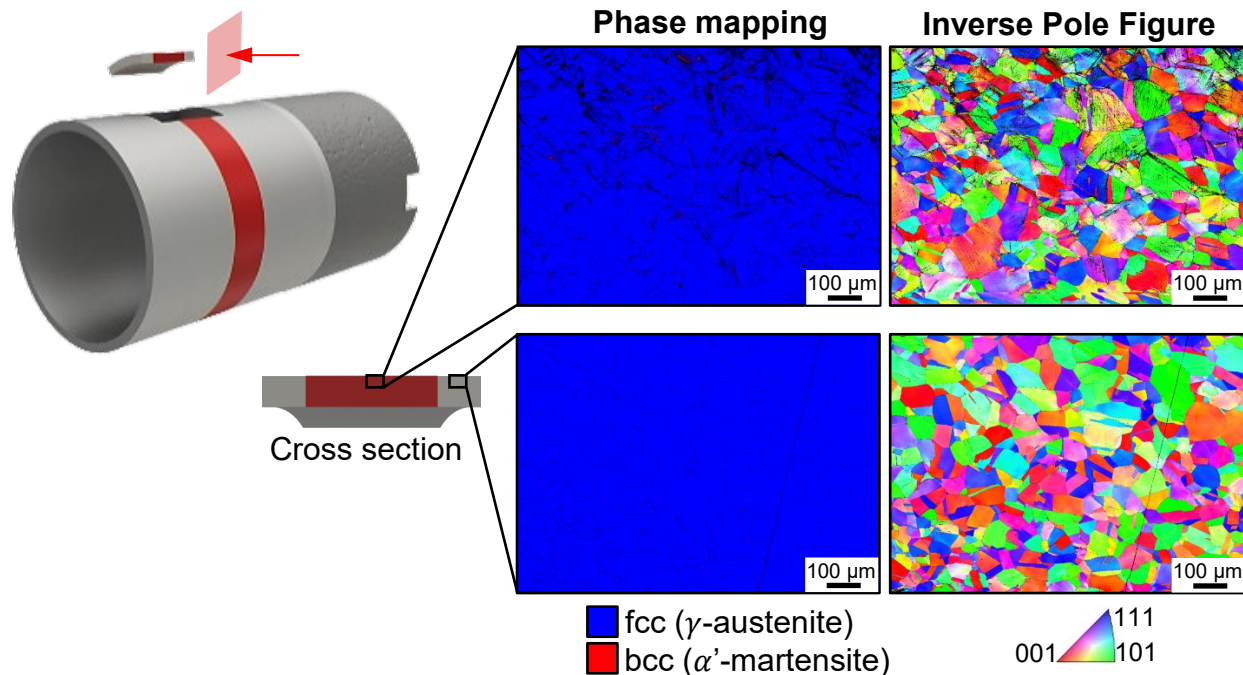 Phase mapping
Inverse Pole Figure
100 µm
100 µm
Cross section
100 µm
100 µm
fcc (γ-austenite)
bcc (α’-martensite)
111
001
101